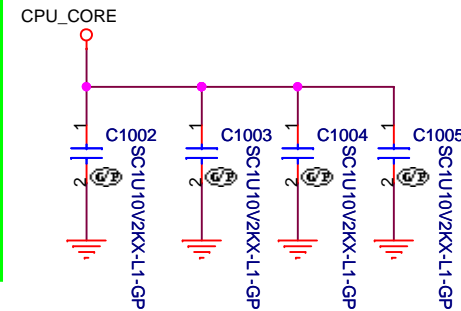 CPU_CORE
1
C1002
SC1U10V2KX-L1-GP
2
G/P
1
C1003
SC1U10V2KX-L1-GP
2
G/P
1
C1004
SC1U10V2KX-L1-GP
2
G/P
1
C1005
SC1U10V2KX-L1-GP
2
G/P